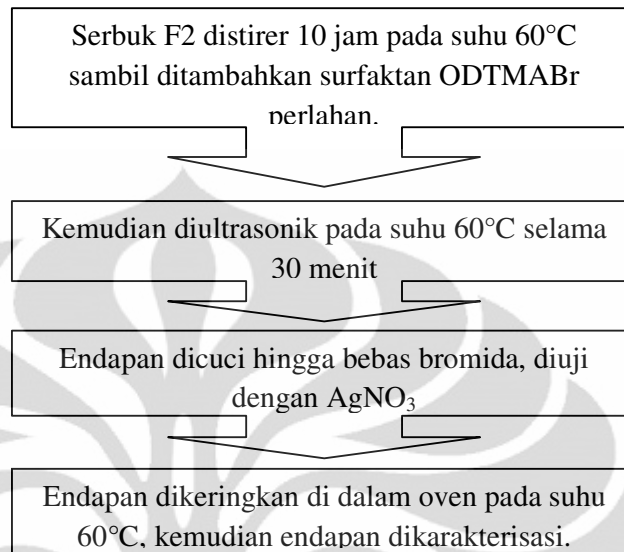 Serbuk F2 distirer 10 jam pada suhu 60°C
sambil ditambahkan surfaktan ODTMABr
perlahan.
Kemudian diultrasonik pada suhu 60°C selama
30 menit
Endapan dicuci hingga bebas bromida, diuji
dengan AgNO₃
Endapan dikeringkan di dalam oven pada suhu
60°C, kemudian endapan dikarakterisasi.